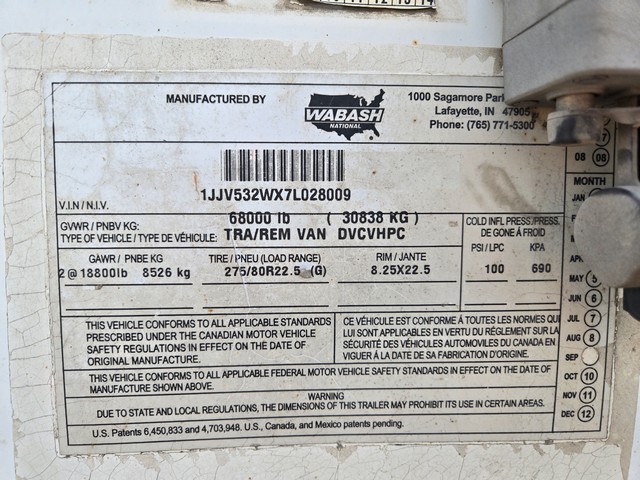 11 12 13 14
MANUFACTURED BY
WABASH
NATIONAL
1000 Sagamore
Lafayette, IN 47905
Phone: (765) 771-5300
08 08
MONTH
1JJV532WX7L028009
V.I.N / N.I.V.
GVWR / PNBV KG: 68000 lb ( 30838 KG )
TYPE OF VEHICLE / TYPE DE VÉHICULE: TRA/REM VAN DVCVHPC
COLD INFL PRESS/PRESS.
DE GONE À FROID
GAWR / PNBE KG TIRE / PNEU (LOAD RANGE) RIM / JANTE PSI / LPC KPA
2@18800lb 8526 kg 275/80R22.5 (G) 8.25X22.5 100 690
THIS VEHICLE CONFORMS TO ALL APPLICABLE STANDARDS
PRESCRIBED UNDER THE CANADIAN MOTOR VEHICLE
SAFETY REGULATIONS IN EFFECT ON THE DATE OF
ORIGINAL MANUFACTURE.
CE VÉHICULE EST CONFORME À TOUTES LES NORMES QUI
LUI SONT APPLICABLES EN VERTU DU RÉGLEMENT SUR LA
SÉCURITÉ DES VÉHICULES AUTOMOVILES DU CANADA EN
VIGUER À LA DATE DE SA FABRICATION D'ORIGINE.
THIS VEHICLE CONFORMS TO ALL APPLICABLE FEDERAL MOTOR VEHICLE SAFETY STANDARDS IN EFFECT ON THE DATE OF
MANUFACTURE SHOWN ABOVE.
WARNING
DUE TO STATE AND LOCAL REGULATIONS, THE DIMENSIONS OF THIS TRAILER MAY PROHIBIT ITS USE IN CERTAIN AREAS.
U.S. Patents 6,450,833 and 4,703,948. U.S., Canada, and Mexico patents pending.
JAN
MAY 5
JUN 6
JUL 7
AUG 8
SEP
OCT 10
NOV 11
DEC 12